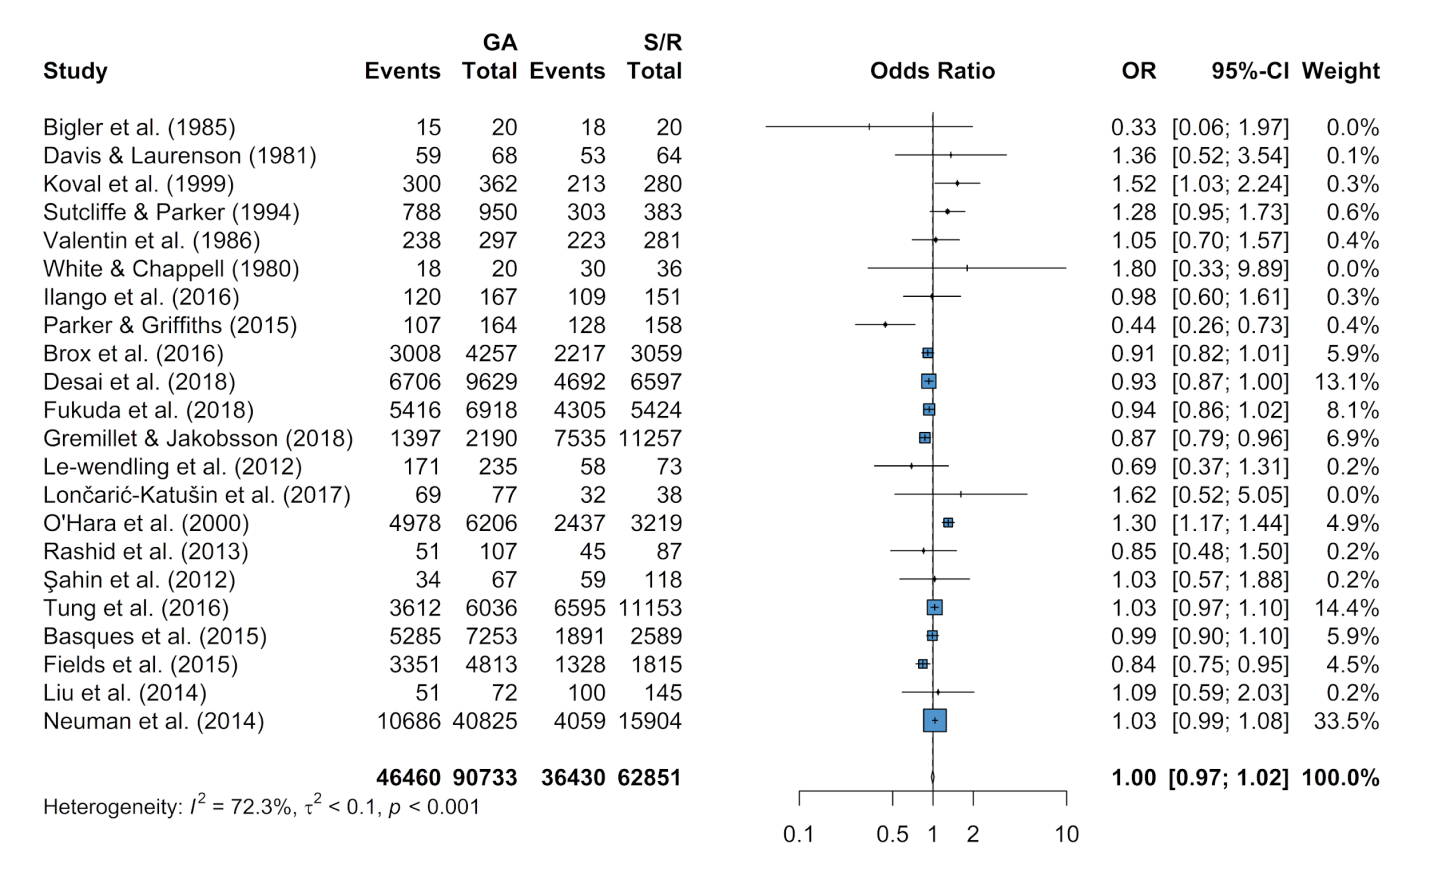 GA S/R
Study Events Total Events Total Odds Ratio OR 95%-CI Weight
Bigler et al. (1985) 15 20 18 20 0.33 [0.06; 1.97] 0.0%
Davis & Laurenson (1981) 59 68 53 64 1.36 [0.52; 3.54] 0.1%
Koval et al. (1999) 300 362 213 280 1.52 [1.03; 2.24] 0.3%
Sutcliffe & Parker (1994) 788 950 303 383 1.28 [0.95; 1.73] 0.6%
Valentin et al. (1986) 238 297 223 281 1.05 [0.70; 1.57] 0.4%
White & Chappell (1980) 18 20 30 36 1.80 [0.33; 9.89] 0.0%
Ilango et al. (2016) 120 167 109 151 0.98 [0.60; 1.61] 0.3%
Parker & Griffiths (2015) 107 164 128 158 0.44 [0.26; 0.73] 0.4%
Brox et al. (2016) 3008 4257 2217 3059 0.91 [0.82; 1.01] 5.9%
Desai et al. (2018) 6706 9629 4692 6597 0.93 [0.87; 1.00] 13.1%
Fukuda et al. (2018) 5416 6918 4305 5424 0.94 [0.86; 1.02] 8.1%
Gremillet & Jakobsson (2018) 1397 2190 7535 11257 0.87 [0.79; 0.96] 6.9%
Le-wendling et al. (2012) 171 235 58 73 0.69 [0.37; 1.31] 0.2%
Lončarić-Katušin et al. (2017) 69 77 32 38 1.62 [0.52; 5.05] 0.0%
O'Hara et al. (2000) 4978 6206 2437 3219 1.30 [1.17; 1.44] 4.9%
Rashid et al. (2013) 51 107 45 87 0.85 [0.48; 1.50] 0.2%
Şahin et al. (2012) 34 67 59 118 1.03 [0.57; 1.88] 0.2%
Tung et al. (2016) 3612 6036 6595 11153 1.03 [0.97; 1.10] 14.4%
Basques et al. (2015) 5285 7253 1891 2589 0.99 [0.90; 1.10] 5.9%
Fields et al. (2015) 3351 4813 1328 1815 0.84 [0.75; 0.95] 4.5%
Liu et al. (2014) 51 72 100 145 1.09 [0.59; 2.03] 0.2%
Neuman et al. (2014) 10686 40825 4059 15904 1.03 [0.99; 1.08] 33.5%
46460 90733 36430 62851 1.00 [0.97; 1.02] 100.0%
Heterogeneity: I² = 72.3%, τ² < 0.1, p < 0.001
0.1 0.5 1 2 10